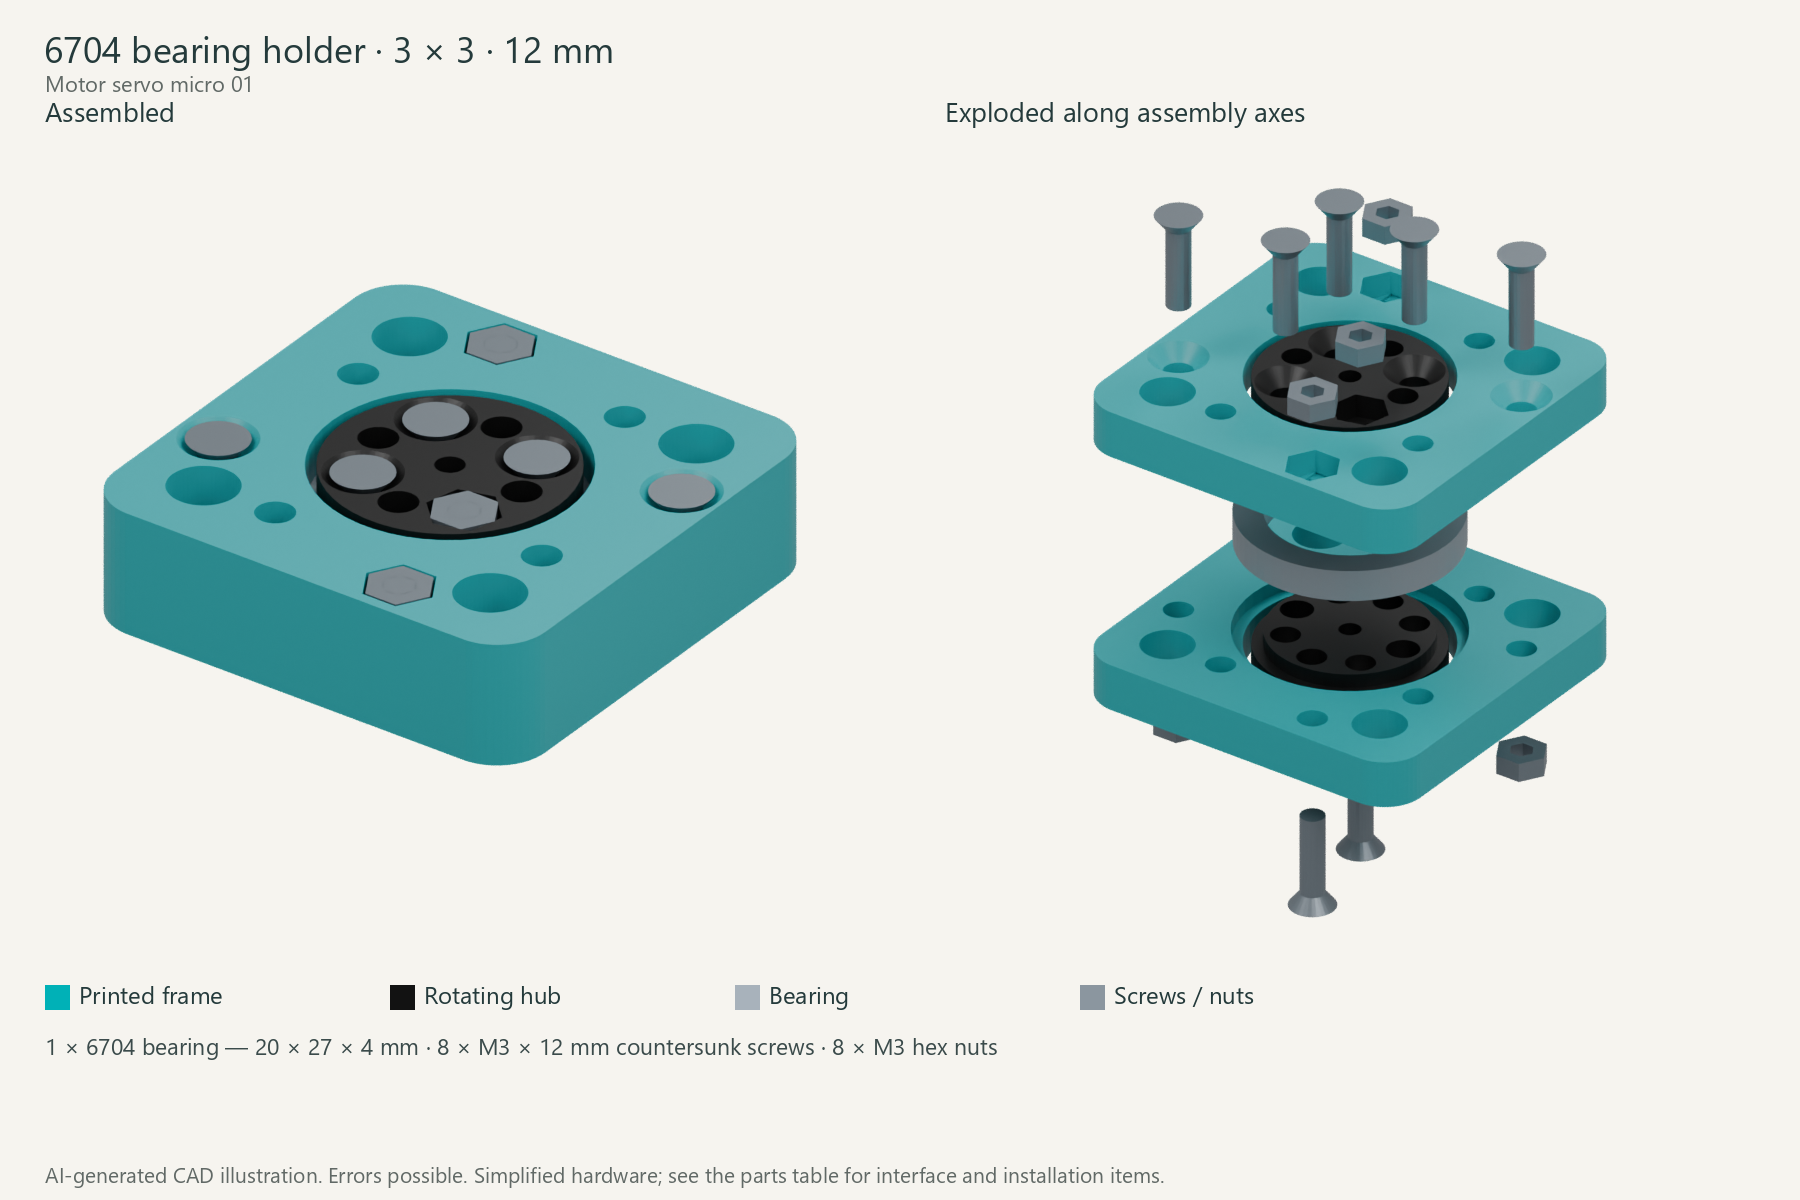 6704 bearing holder · 3 × 3 · 12 mm
Motor servo micro 01
Assembled
Exploded along assembly axes
Printed frame
Rotating hub
Bearing
Screws / nuts
1 × 6704 bearing — 20 × 27 × 4 mm · 8 × M3 × 12 mm countersunk screws · 8 × M3 hex nuts
AI-generated CAD illustration. Errors possible. Simplified hardware; see the parts table for interface and installation items.